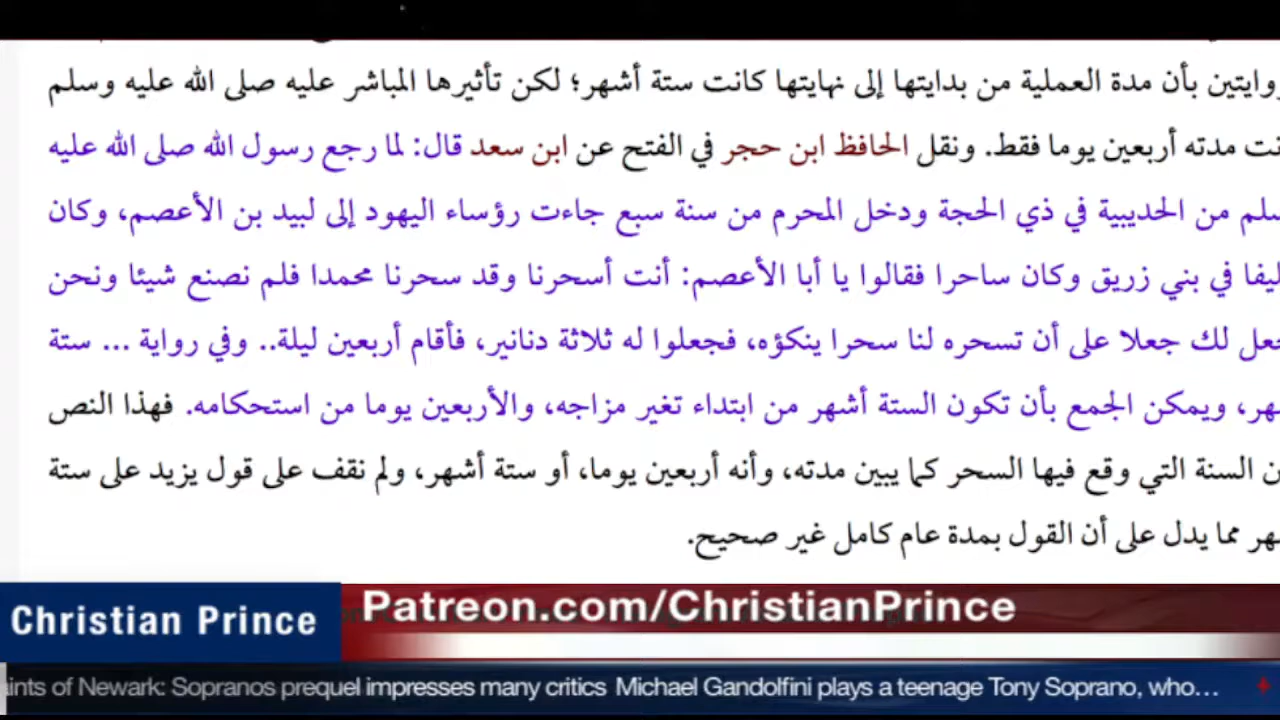 وايتين بأن مدة العملية من بدايتها إلى نهايتها كانت ستة أشهر؛ لكن تأثيرها المباشر عليه صلى الله عليه وسلم
مدته أربعين يوما فقط. ونقل الحافظ ابن حجر في الفتح عن ابن سعد قال: لما رجع رسول الله صلى الله عليه
سلم من الحديبية في ذي الحجة ودخل المحرم من سنة سبع جاءت رؤساء اليهود إلى لبيد بن الأعصم، وكان
ليفا في بني زريق وكان ساحرا فقالوا يا أبا الأعصم: أنت أسحرنا وقد سحرنا محمدا فلم نصنع شيئا ونحن
جعل لك جعلا على أن تسحره لنا سحرا ينكؤه، فجعلوا له ثلاثة دنانير، فأقام أربعين ليلة.. وفي رواية ... ستة
هر، ويمكن الجمع بأن تكون الستة أشهر من ابتداء تغير مزاجه، والأربعين يوما من استحكامه. فهذا النص
ن السنة التي وقع فيها السحر كما يبين مدته، وأنه أربعين يوما، أو ستة أشهر، ولم نقف على قول يزيد على ستة
هر مما يدل على أن القول بمدة عام كامل غير صحيح.
Christian Prince
Patreon.com/ChristianPrince
ints of Newark: Sopranos prequel impresses many critics Michael Gandolfini plays a teenage Tony Soprano, who...